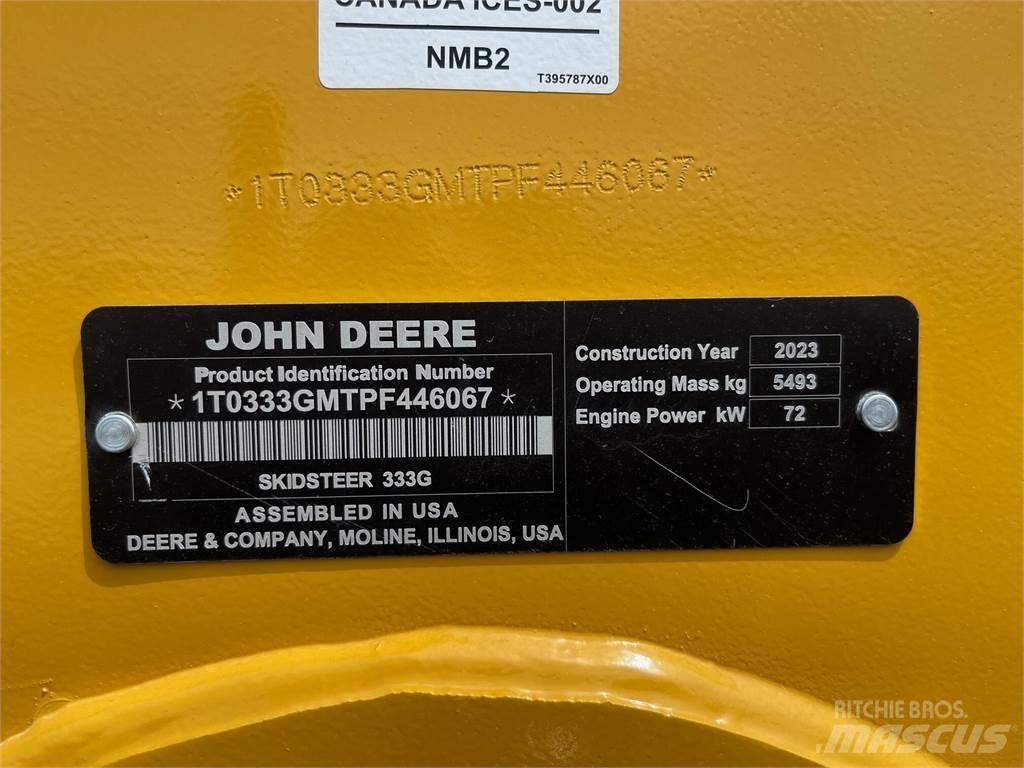 CANADA ICES-002
NMB2
T395787X00
*1T0333GMTPF446067*
JOHN DEERE
Product Identification Number
*1T0333GMTPF446067*
SKIDSTEER 333G
ASSEMBLED IN USA
DEERE & COMPANY, MOLINE, ILLINOIS, USA
Construction Year 2023
Operating Mass kg 5493
Engine Power kW 72
RITCHIE BROS.
MASCUS